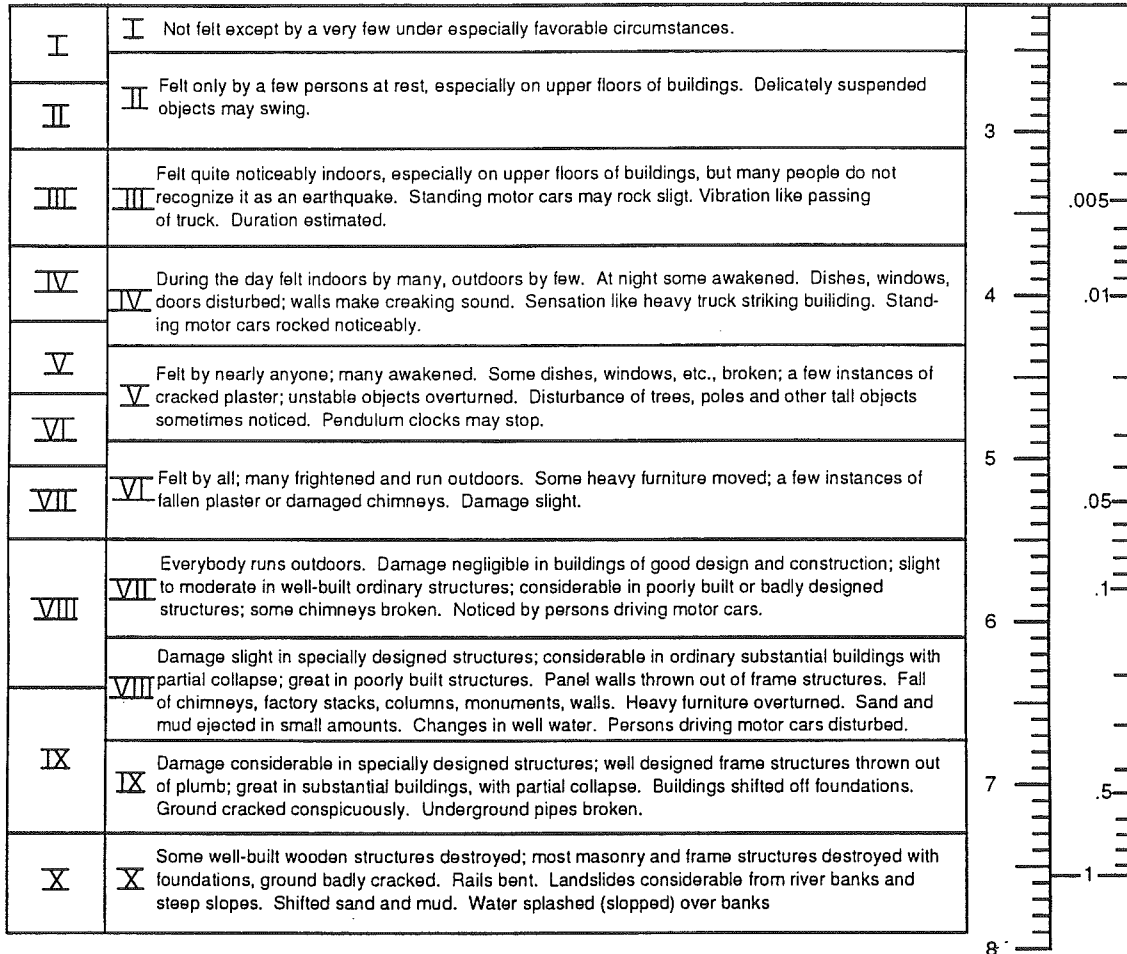 I
I Not felt except by a very few under especially favorable circumstances.
II
II Felt only by a few persons at rest, especially on upper floors of buildings. Delicately suspended
objects may swing.
3
III
III Felt quite noticeably indoors, especially on upper floors of buildings, but many people do not
recognize it as an earthquake. Standing motor cars may rock sligt. Vibration like passing
of truck. Duration estimated.
.005
IV
IV During the day felt indoors by many, outdoors by few. At night some awakened. Dishes, windows,
doors disturbed; walls make creaking sound. Sensation like heavy truck striking builiding. Stand-
ing motor cars rocked noticeably.
4
.01
V
V Felt by nearly anyone; many awakened. Some dishes, windows, etc., broken; a few instances of
cracked plaster; unstable objects overturned. Disturbance of trees, poles and other tall objects
sometimes noticed. Pendulum clocks may stop.
VI
5
VI Felt by all; many frightened and run outdoors. Some heavy furniture moved; a few instances of
fallen plaster or damaged chimneys. Damage slight.
VII
.05
VII Everybody runs outdoors. Damage negligible in buildings of good design and construction; slight
to moderate in well-built ordinary structures; considerable in poorly built or badly designed
structures; some chimneys broken. Noticed by persons driving motor cars.
.1
VIII
6
VIII Damage slight in specially designed structures; considerable in ordinary substantial buildings with
partial collapse; great in poorly built structures. Panel walls thrown out of frame structures. Fall
of chimneys, factory stacks, columns, monuments, walls. Heavy furniture overturned. Sand and
mud ejected in small amounts. Changes in well water. Persons driving motor cars disturbed.
IX
IX Damage considerable in specially designed structures; well designed frame structures thrown out
of plumb; great in substantial buildings, with partial collapse. Buildings shifted off foundations.
Ground cracked conspicuously. Underground pipes broken.
7
.5
X
X Some well-built wooden structures destroyed; most masonry and frame structures destroyed with
foundations, ground badly cracked. Rails bent. Landslides considerable from river banks and
steep slopes. Shifted sand and mud. Water splashed (slopped) over banks
1
8